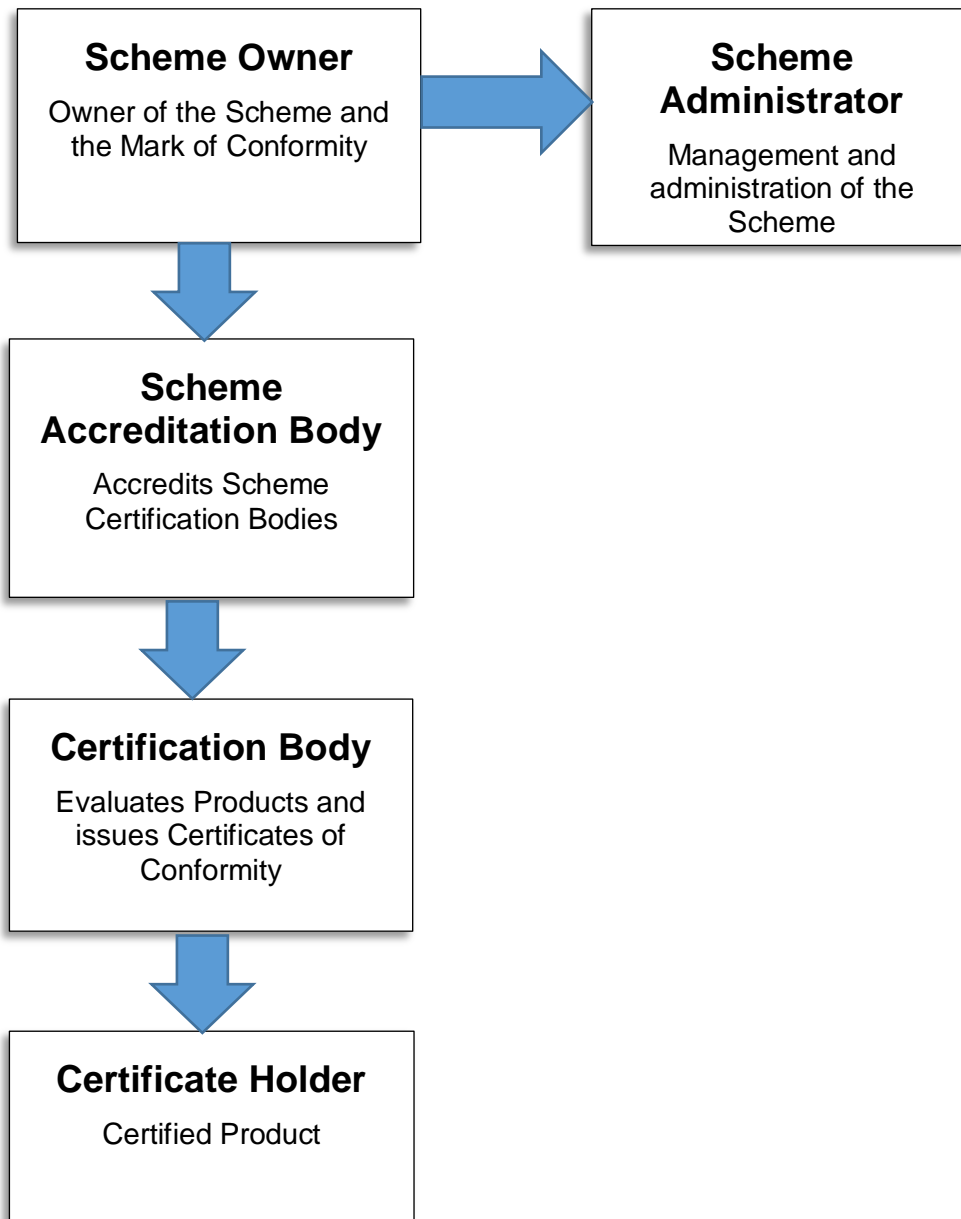 Scheme Owner
Owner of the Scheme and
the Mark of Conformity
Scheme
Administrator
Management and
administration of the
Scheme
Scheme
Accreditation Body
Accredits Scheme
Certification Bodies
Certification Body
Evaluates Products and
issues Certificates of
Conformity
Certificate Holder
Certified Product